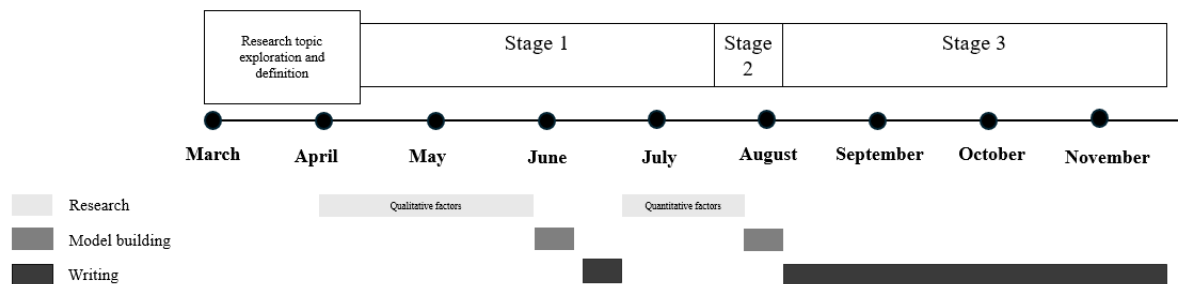 Research topic
exploration and
definition
Stage 1
Stage
2
Stage 3
March
April
May
June
July
August
September
October
November
Research
Qualitative factors
Quantitative factors
Model building
Writing